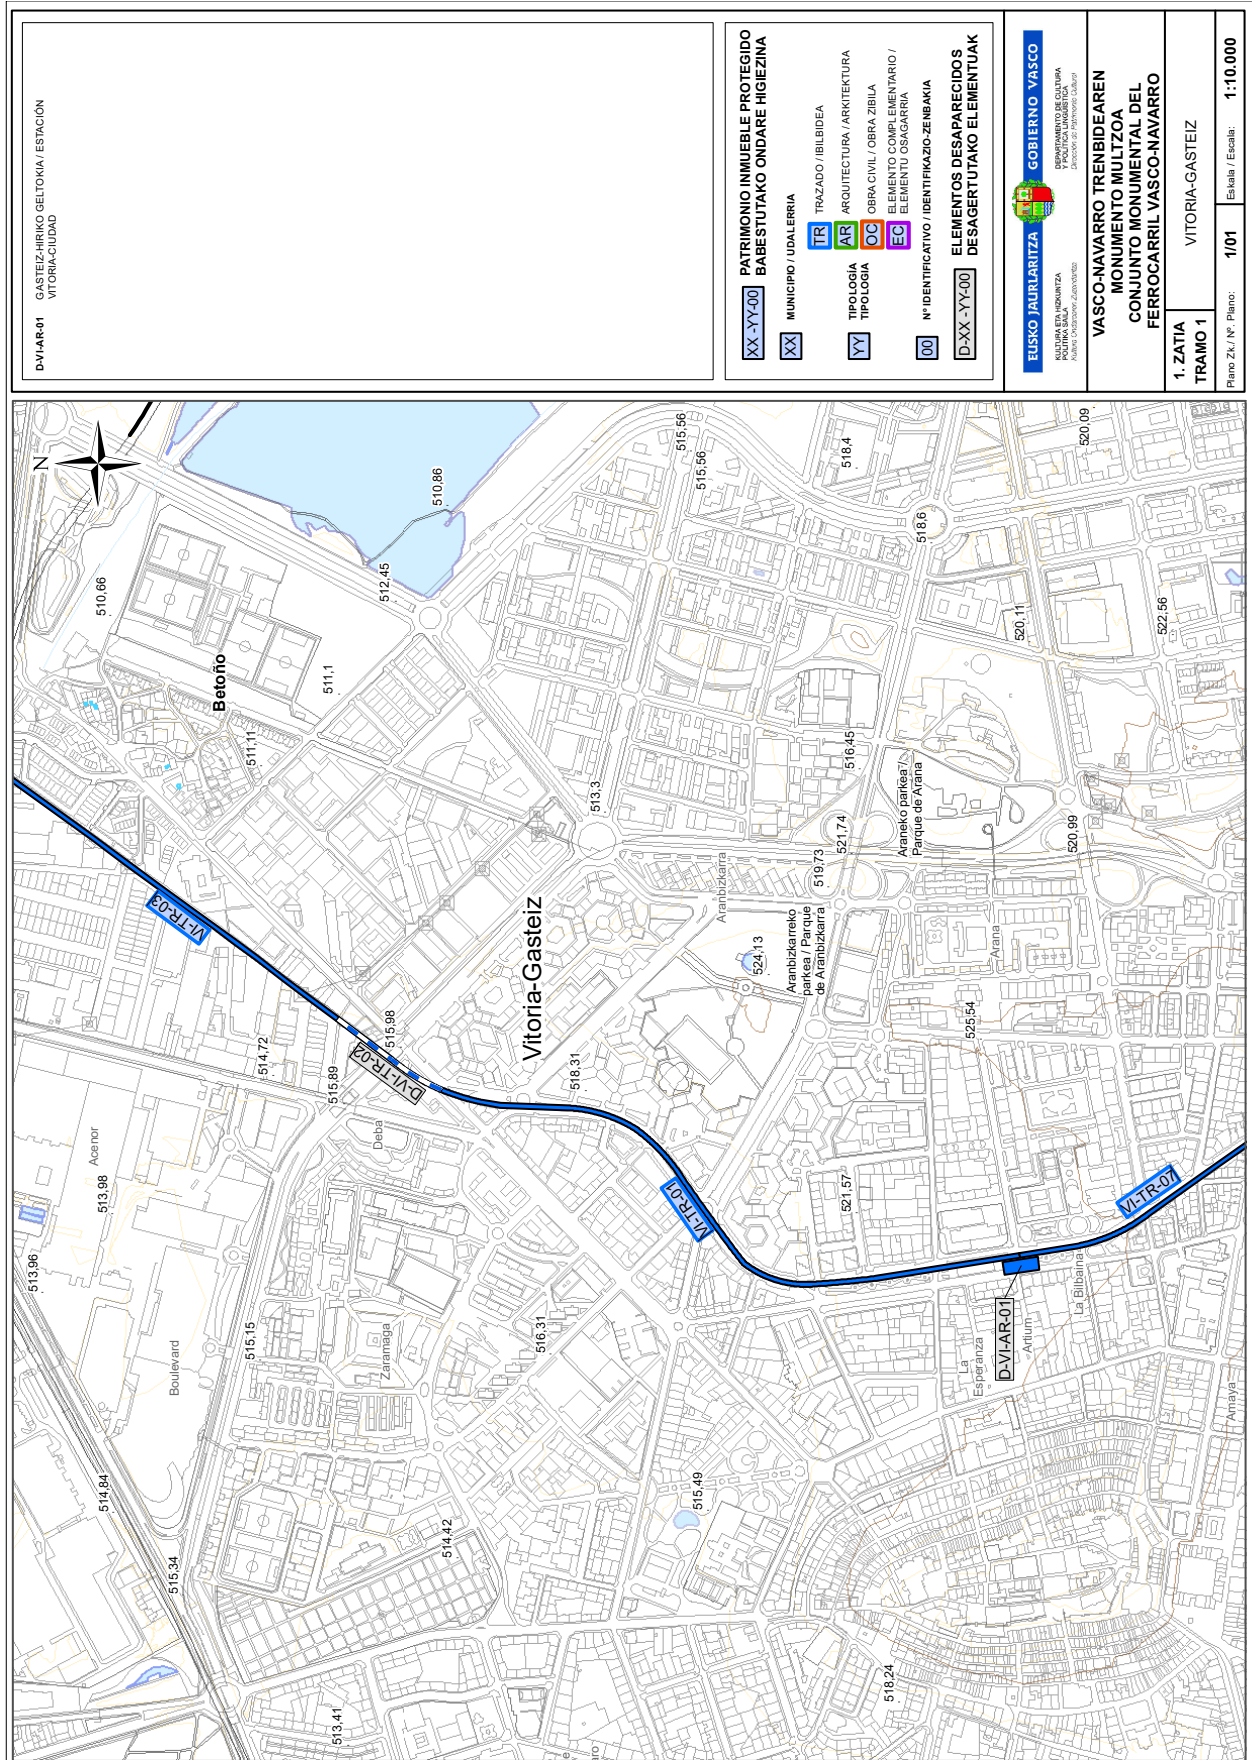 D-VI-AR-01 GASTEIZ-HIRIKO GELTOKIA / ESTACIÓN
VITORIA-CIUDAD
XX -YY-00 PATRIMONIO INMUEBLE PROTEGIDO
BABESTUTAKO ONDARE HIGIEZINA
XX MUNICIPIO / UDALERRIA
YY TIPOLOGÍA
TIPOLOGIA
TR TRAZADO / IBILBIDEA
AR ARQUITECTURA / ARKITEKTURA
OC OBRA CIVIL / OBRA ZIBILA
EC ELEMENTO COMPLEMENTARIO /
ELEMENTU OSAGARRIA
00 Nº IDENTIFICATIVO / IDENTIFIKAZIO-ZENBAKIA
D-XX -YY-00 ELEMENTOS DESAPARECIDOS
DESAGERTUTAKO ELEMENTUAK
EUSKO JAURLARITZA GOBIERNO VASCO
KULTURA ETA HIZKUNTZA
POLITIKA SAILA
Kultura Ondarearen Zuzendaritza
DEPARTAMENTO DE CULTURA
Y POLÍTICA LINGÜÍSTICA
Dirección de Patrimonio Cultural
VASCO-NAVARRO TRENBIDEAREN
MONUMENTO MULTZOA
CONJUNTO MONUMENTAL DEL
FERROCARRIL VASCO-NAVARRO
1. ZATIA
TRAMO 1
VITORIA-GASTEIZ
Plano Zk./ Nº. Plano: 1/01 Eskala / Escala: 1:10.000
N
510,66
510,86
512,45
Betoño
511,1
511,11
515,56
515,56
518,4
520,09
518,6
520,11
522,56
513,3
516,45
521,74
519,73
Araneko parkea /
Parque de Arana
520,99
Aranbizkarra
Aranbizkarreko
parkea / Parque
de Aranbizkarra
524,13
Arana
525,54
Vitoria-Gasteiz
VI-TR-03
515,98
D-VI-TR-02
514,72
515,89
518,31
Deba
Acenor
513,98
513,96
VI-TR-01
521,57
VI-TR-07
La Bilbaina
D-VI-AR-01
Artium
La
Esperanza
Amaya
Boulevard
515,15
Zaramaga
516,31
514,84
515,34
514,42
515,49
513,41
518,24